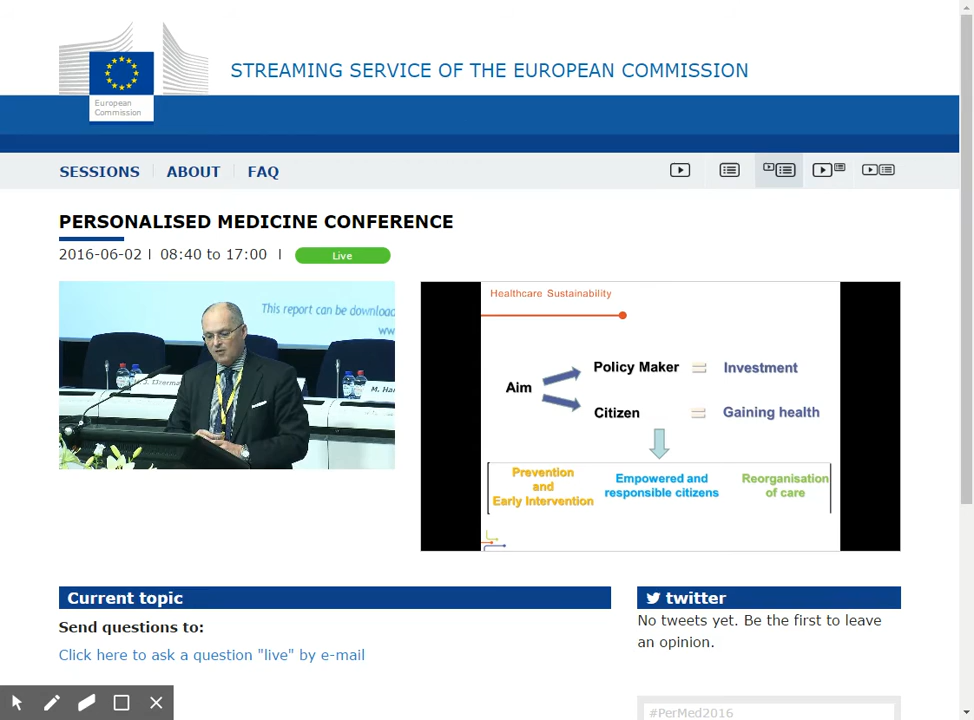 European
Commission
STREAMING SERVICE OF THE EUROPEAN COMMISSION
SESSIONS
ABOUT
FAQ
PERSONALISED MEDICINE CONFERENCE
2016-06-02 | 08:40 to 17:00 |
Live
This report can be download
ww
Healthcare Sustainability
Aim
Policy Maker = Investment
Citizen = Gaining health
Prevention
and
Early Intervention
Empowered and
responsible citizens
Reorganisation
of care
Current topic
Send questions to:
Click here to ask a question "live" by e-mail
twitter
No tweets yet. Be the first to leave
an opinion.
#PerMed2016